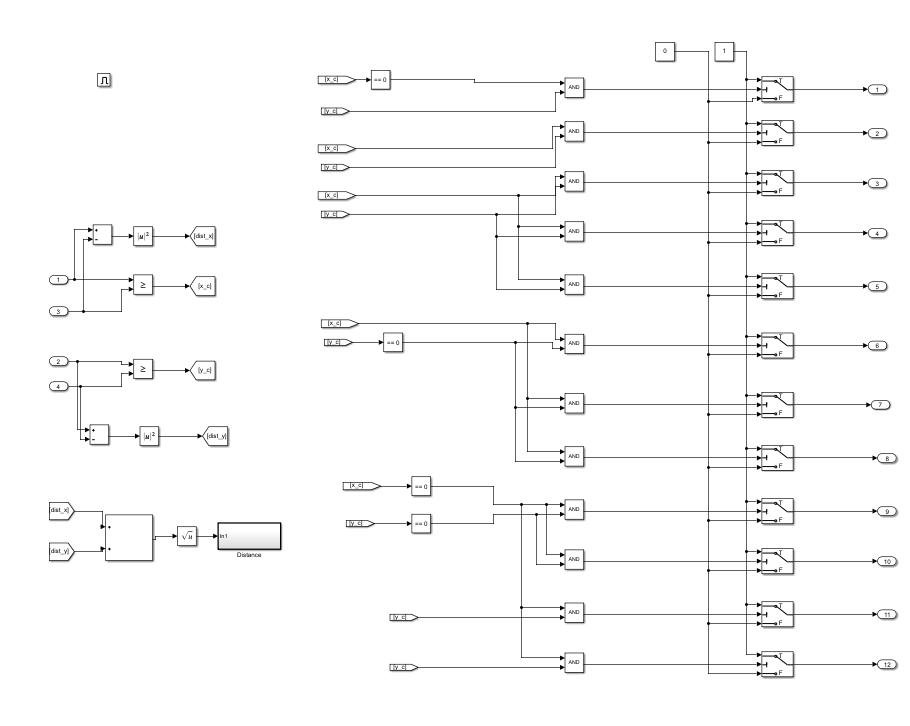 0
1
[x_c]
== 0
T
AND
1
F
[y_c]
T
AND
2
[x_c]
F
[y_c]
T
AND
3
[x_c]
F
[y_c]
T
+
−
|u|²
[dist_x]
AND
4
F
1
≥
[x_c]
T
AND
5
F
3
[x_c]
T
[y_c]
== 0
AND
6
F
2
≥
[y_c]
4
T
AND
7
F
+
−
|u|²
[dist_y]
T
AND
8
F
[x_c]
== 0
T
[dist_x]
AND
9
[y_c]
== 0
F
+
√u
In1
[dist_y]
+
Distance
T
AND
10
F
T
AND
11
[y_c]
F
T
AND
12
[y_c]
F